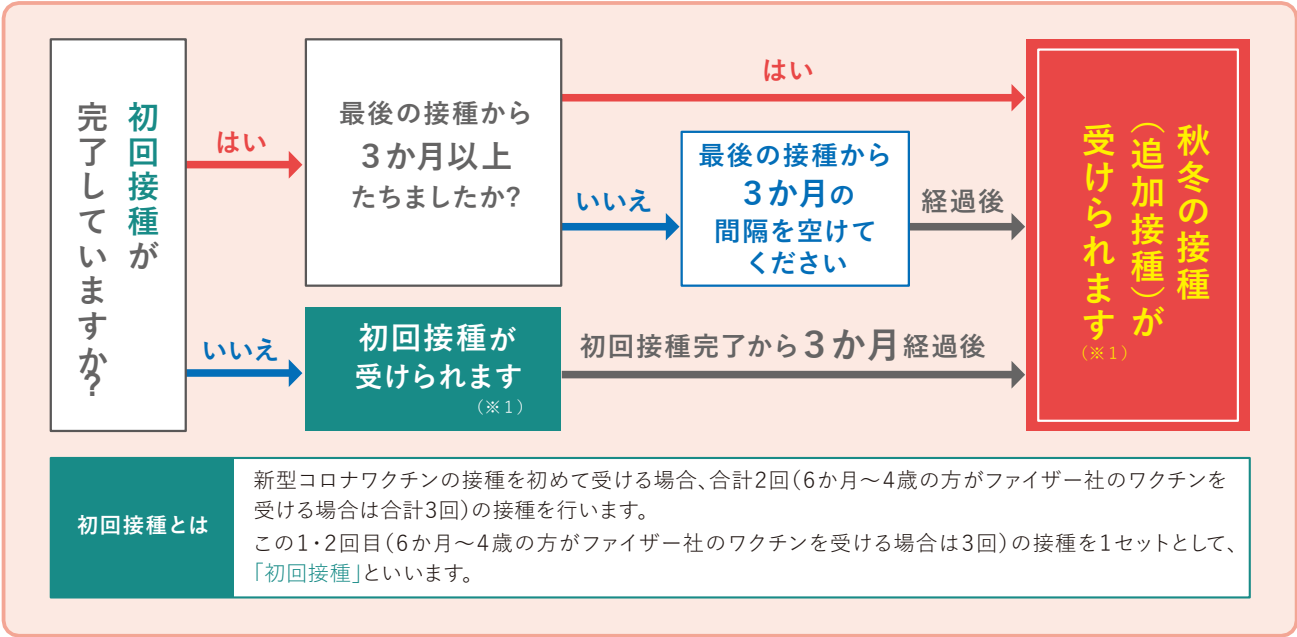 初回接種が
完了していますか?
はい
最後の接種から
3か月以上
たちましたか?
はい
いいえ
最後の接種から
3か月の
間隔を空けて
ください
経過後
いいえ
初回接種が
受けられます
（※1）
初回接種完了から3か月経過後
秋冬の接種
（追加接種）が
受けられます
（※1）
初回接種とは
新型コロナワクチンの接種を初めて受ける場合、合計2回（6か月～4歳の方がファイザー社のワクチンを
受ける場合は合計3回）の接種を行います。
この1・2回目（6か月～4歳の方がファイザー社のワクチンを受ける場合は3回）の接種を1セットとして、
「初回接種」といいます。